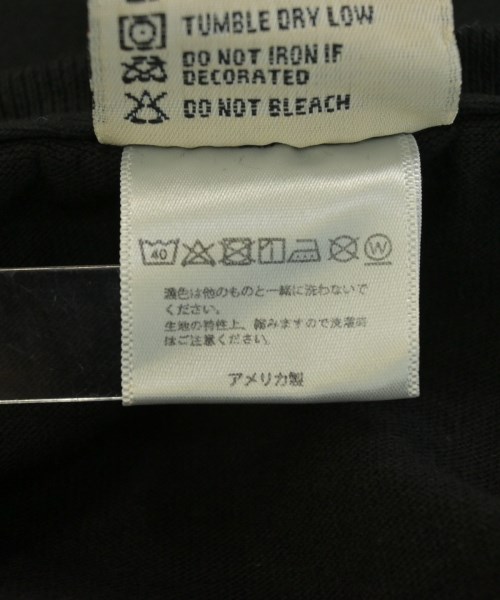 TUMBLE DRY LOW
DO NOT IRON IF
DECORATED
DO NOT BLEACH
40 W
濃色は他のものと一緒に洗わないで
ください。
生地の特性上、縮みますので洗濯時
はご注意ください。
アメリカ製